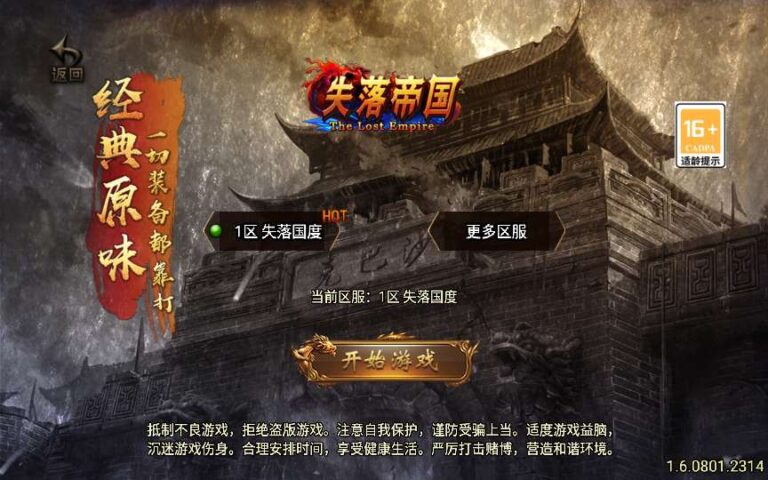 返回
经典原味
一切装备都靠打
失落帝国
The Lost Empire
16+
CADPA
适龄提示
HOT
1区 失落国度
更多区服
沙巴克
当前区服：1区 失落国度
开始游戏
抵制不良游戏，拒绝盗版游戏。注意自我保护，谨防受骗上当。适度游戏益脑，
沉迷游戏伤身。合理安排时间，享受健康生活。严厉打击赌博，营造和谐环境。
1.6.0801.2314